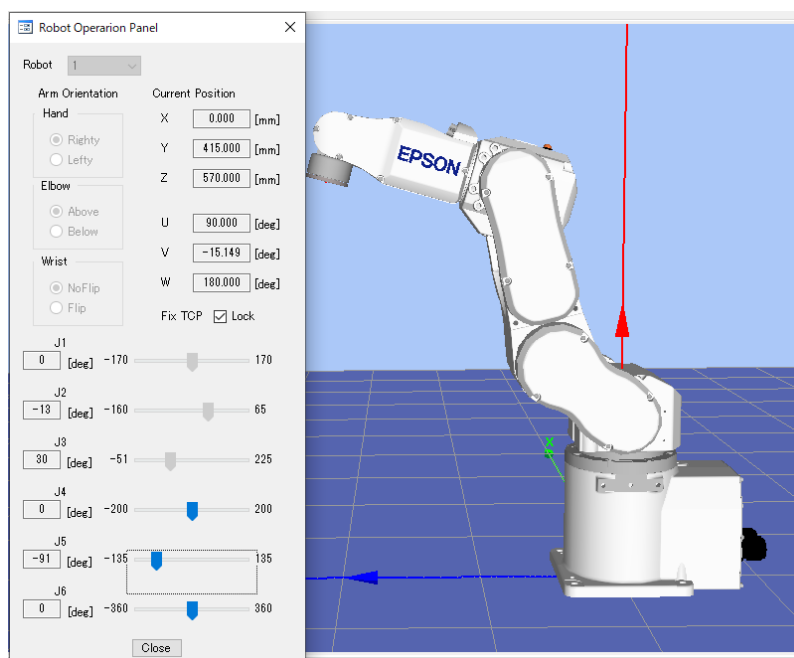 Robot Operarion Panel
Robot 1
Arm Orientation
Hand
Righty
Lefty
Elbow
Above
Below
Wrist
NoFlip
Flip
Current Position
X 0.000 [mm]
Y 415.000 [mm]
Z 570.000 [mm]
U 90.000 [deg]
V -15.149 [deg]
W 180.000 [deg]
Fix TCP Lock
J1
0 [deg] -170 170
J2
-13 [deg] -160 65
J3
30 [deg] -51 225
J4
0 [deg] -200 200
J5
-91 [deg] -135 135
J6
0 [deg] -360 360
Close
EPSON
X